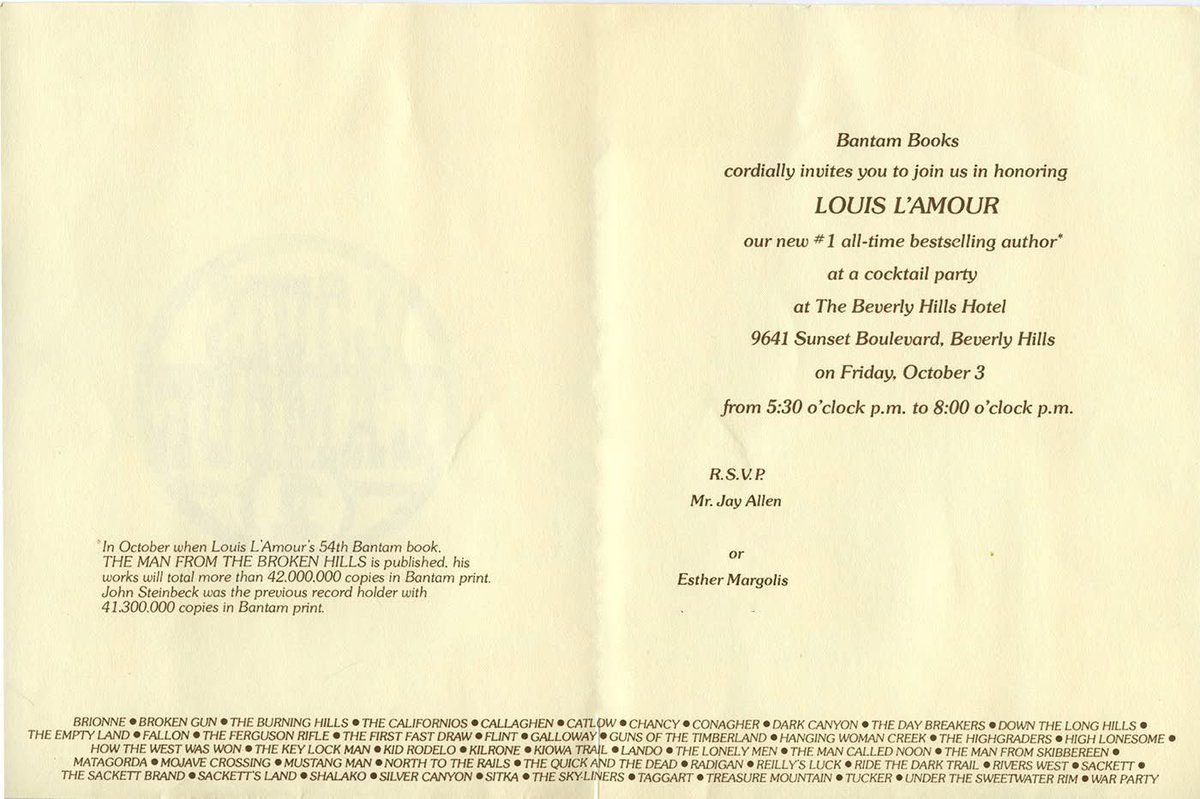 Bantam Books
cordially invites you to join us in honoring
LOUIS L'AMOUR
our new #1 all-time bestselling author*
at a cocktail party
at The Beverly Hills Hotel
9641 Sunset Boulevard, Beverly Hills
on Friday, October 3
from 5:30 o'clock p.m. to 8:00 o'clock p.m.
R.S.V.P.
Mr. Jay Allen
or
Esther Margolis
*In October when Louis L'Amour's 54th Bantam book,
THE MAN FROM THE BROKEN HILLS is published, his
works will total more than 42,000,000 copies in Bantam print.
John Steinbeck was the previous record holder with
41,300,000 copies in Bantam print.
BRIONNE ● BROKEN GUN ● THE BURNING HILLS ● THE CALIFORNIOS ● CALLAGHEN ● CATLOW ● CHANCY ● CONAGHER ● DARK CANYON ● THE DAY BREAKERS ● DOWN THE LONG HILLS ●
THE EMPTY LAND ● FALLON ● THE FERGUSON RIFLE ● THE FIRST FAST DRAW ● FLINT ● GALLOWAY ● GUNS OF THE TIMBERLAND ● HANGING WOMAN CREEK ● THE HIGHGRADERS ● HIGH LONESOME ●
HOW THE WEST WAS WON ● THE KEY LOCK MAN ● KID RODELO ● KILRONE ● KIOWA TRAIL ● LANDO ● THE LONELY MEN ● THE MAN CALLED NOON ● THE MAN FROM SKIBBEREEN ●
MATAGORDA ● MOJAVE CROSSING ● MUSTANG MAN ● NORTH TO THE RAILS ● THE QUICK AND THE DEAD ● RADIGAN ● REILLY'S LUCK ● RIDE THE DARK TRAIL ● RIVERS WEST ● SACKETT ●
THE SACKETT BRAND ● SACKETT'S LAND ● SHALAKO ● SILVER CANYON ● SITKA ● THE SKY-LINERS ● TAGGART ● TREASURE MOUNTAIN ● TUCKER ● UNDER THE SWEETWATER RIM ● WAR PARTY